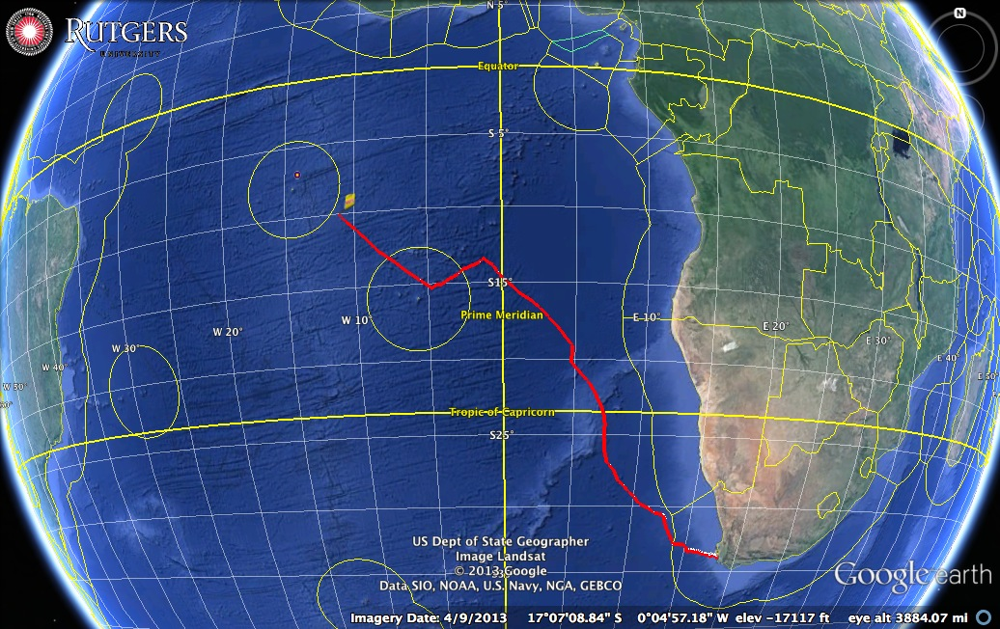 RUTGERS
UNIVERSITY
N
N 5°
Equator
S 5°
S15°
Prime Meridian
W 10°
E 10°
W 20°
E 20°
W 30°
E 30°
W 40°
E 40°
W 50°
E 50°
Tropic of Capricorn
S25°
US Dept of State Geographer
Image Landsat
© 2013 Google
Data SIO, NOAA, U.S. Navy, NGA, GEBCO
Google earth
Imagery Date: 4/9/2013 17°07'08.84" S 0°04'57.18" W elev -17117 ft eye alt 3884.07 mi